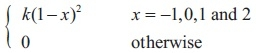 k(1−x)² x = −1,0,1 and 2
0 otherwise